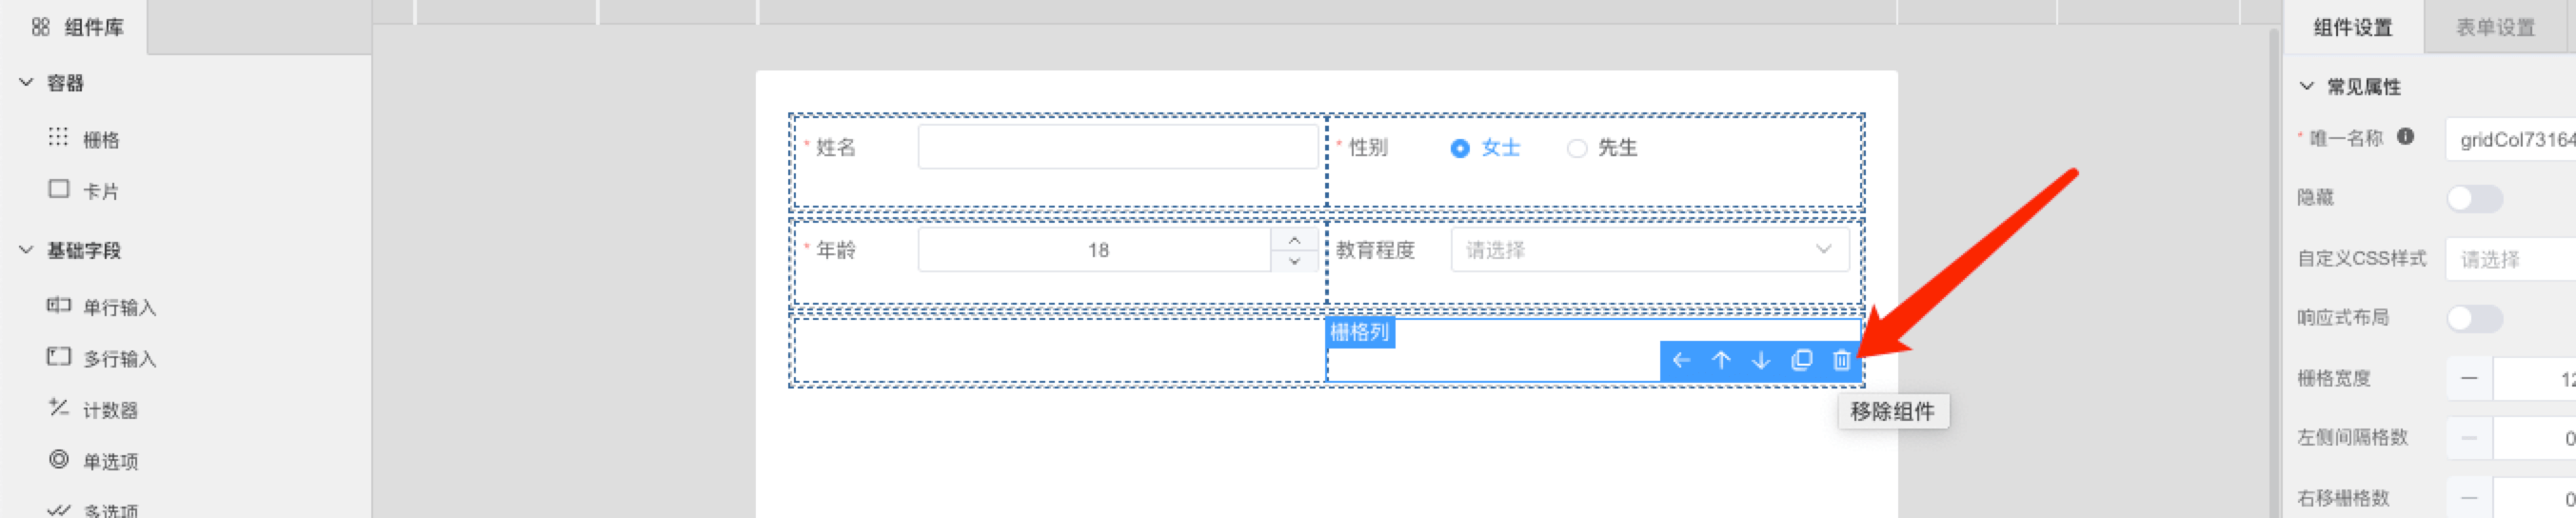 组件库
容器
栅格
卡片
基础字段
单行输入
多行输入
计数器
单选项
多选项
* 姓名
* 性别 女士 先生
* 年龄 18
教育程度 请选择
栅格列
移除组件
组件设置 表单设置
常见属性
* 唯一名称 gridCol73164
隐藏
自定义CSS样式 请选择
响应式布局
栅格宽度 12
左侧间隔格数 0
右移栅格数 0